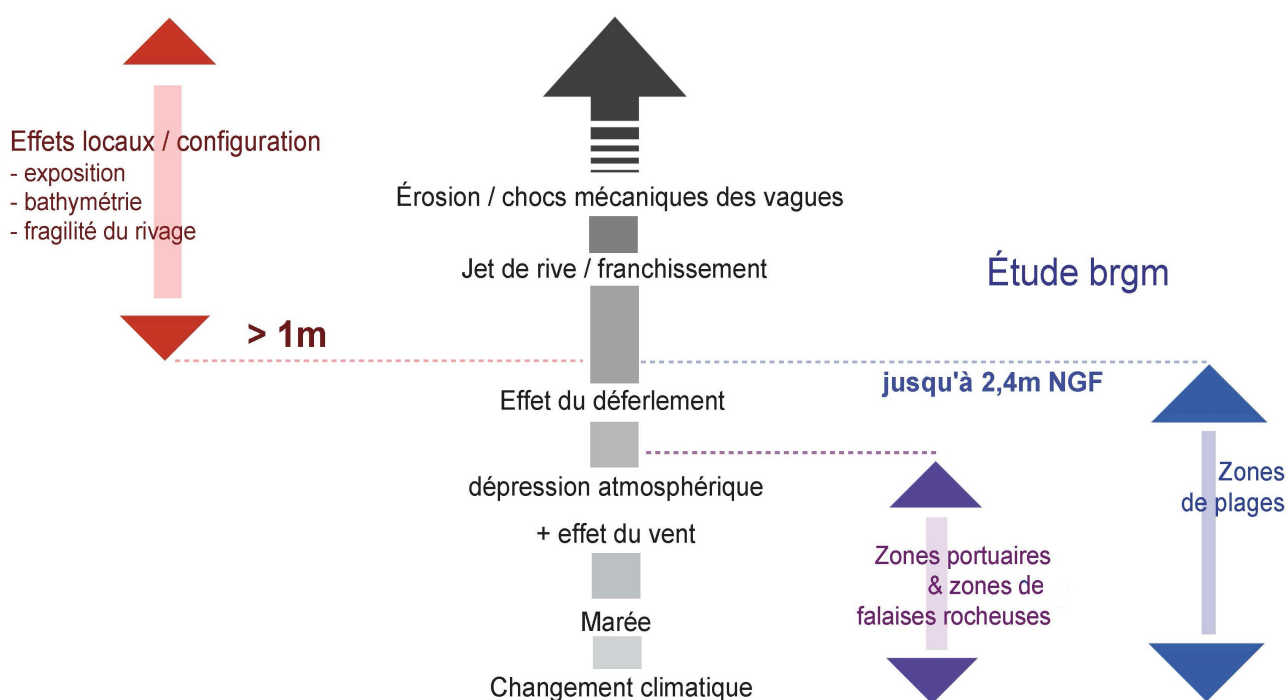 Effets locaux / configuration
- exposition
- bathymétrie
- fragilité du rivage
> 1m
Érosion / chocs mécaniques des vagues
Jet de rive / franchissement
Effet du déferlement
dépression atmosphérique
+ effet du vent
Marée
Changement climatique
Étude brgm
jusqu'à 2,4m NGF
Zones portuaires
& zones de
falaises rocheuses
Zones
de plages